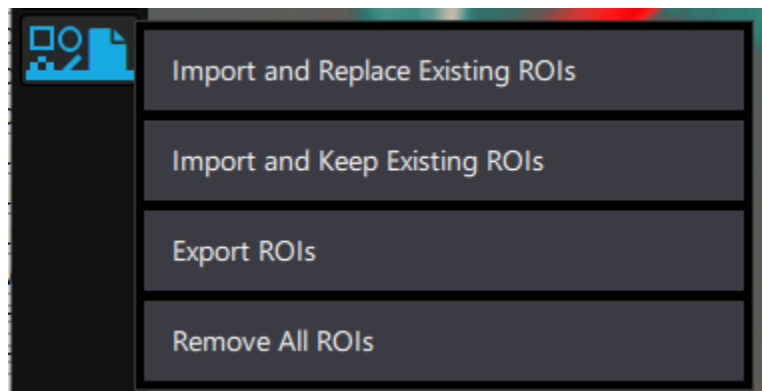 Import and Replace Existing ROIs
Import and Keep Existing ROIs
Export ROIs
Remove All ROIs